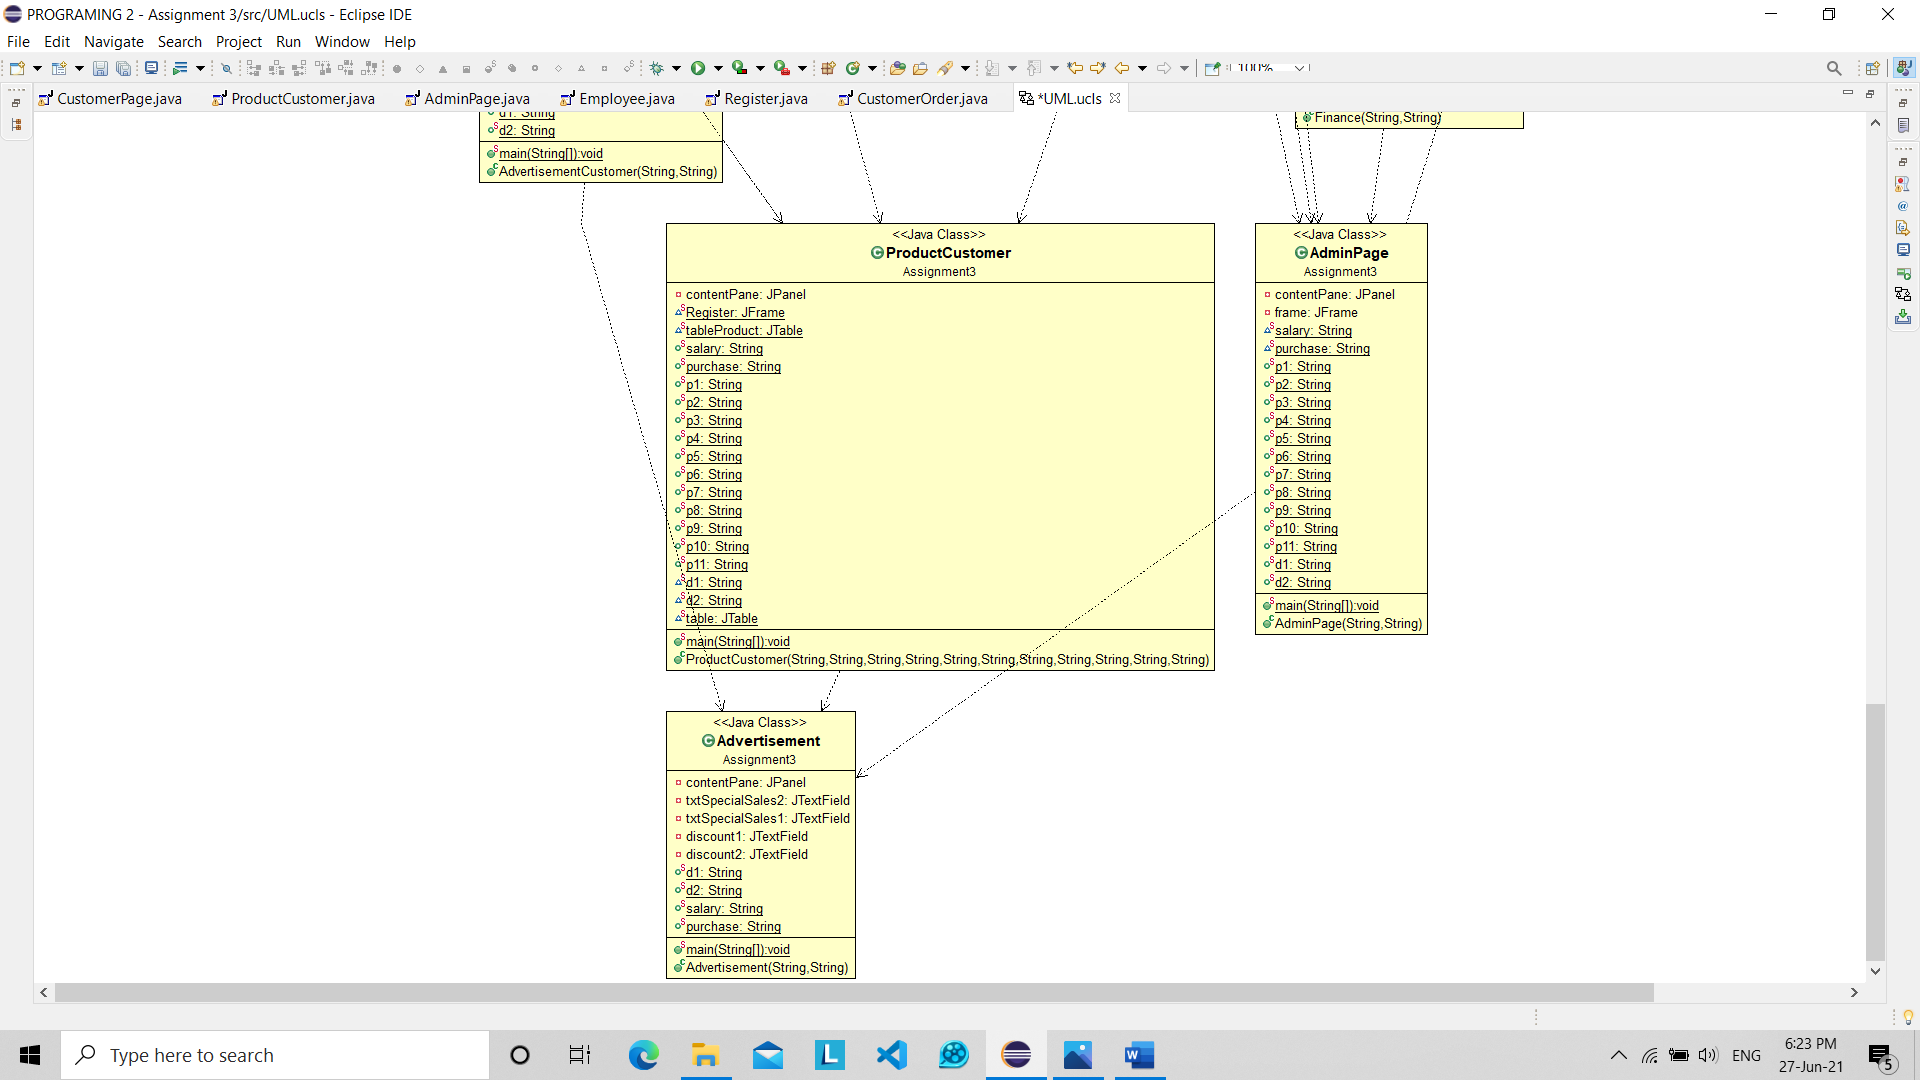 PROGRAMING 2 - Assignment 3/src/UML.ucls - Eclipse IDE
File Edit Navigate Search Project Run Window Help
100%
CustomerPage.java ProductCustomer.java AdminPage.java Employee.java Register.java CustomerOrder.java *UML.ucls
d1: String
d2: String
main(String[]):void
AdvertisementCustomer(String,String)
Finance(String,String)
<<Java Class>>
ProductCustomer
Assignment3
contentPane: JPanel
Register: JFrame
tableProduct: JTable
salary: String
purchase: String
p1: String
p2: String
p3: String
p4: String
p5: String
p6: String
p7: String
p8: String
p9: String
p10: String
p11: String
d1: String
d2: String
table: JTable
main(String[]):void
ProductCustomer(String,String,String,String,String,String,String,String,String,String,String)
<<Java Class>>
AdminPage
Assignment3
contentPane: JPanel
frame: JFrame
salary: String
purchase: String
p1: String
p2: String
p3: String
p4: String
p5: String
p6: String
p7: String
p8: String
p9: String
p10: String
p11: String
d1: String
d2: String
main(String[]):void
AdminPage(String,String)
<<Java Class>>
Advertisement
Assignment3
contentPane: JPanel
txtSpecialSales2: JTextField
txtSpecialSales1: JTextField
discount1: JTextField
discount2: JTextField
d1: String
d2: String
salary: String
purchase: String
main(String[]):void
Advertisement(String,String)
Type here to search
ENG
6:23 PM
27-Jun-21
5